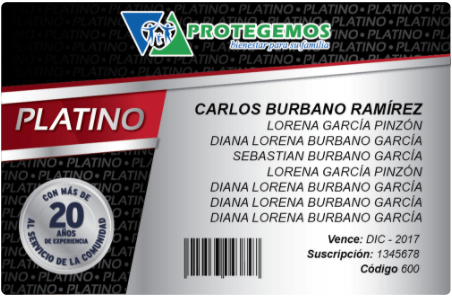 PROTEGEMOS
bienestar para su familia
PLATINO
CARLOS BURBANO RAMÍREZ
LORENA GARCÍA PINZÓN
DIANA LORENA BURBANO GARCÍA
SEBASTIAN BURBANO GARCÍA
LORENA GARCÍA PINZÓN
DIANA LORENA BURBANO GARCÍA
DIANA LORENA BURBANO GARCÍA
DIANA LORENA BURBANO GARCÍA
CON MÁS DE
20
AÑOS
DE EXPERIENCIA
AL SERVICIO DE LA COMUNIDAD
Vence: DIC - 2017
Suscripción: 1345678
Código 600